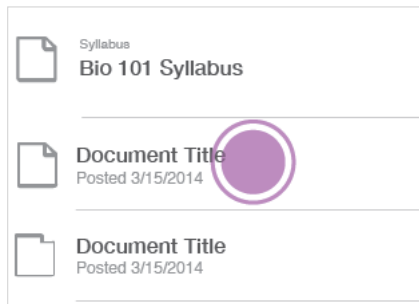 Syllabus
Bio 101 Syllabus
Document Title
Posted 3/15/2014
Document Title
Posted 3/15/2014